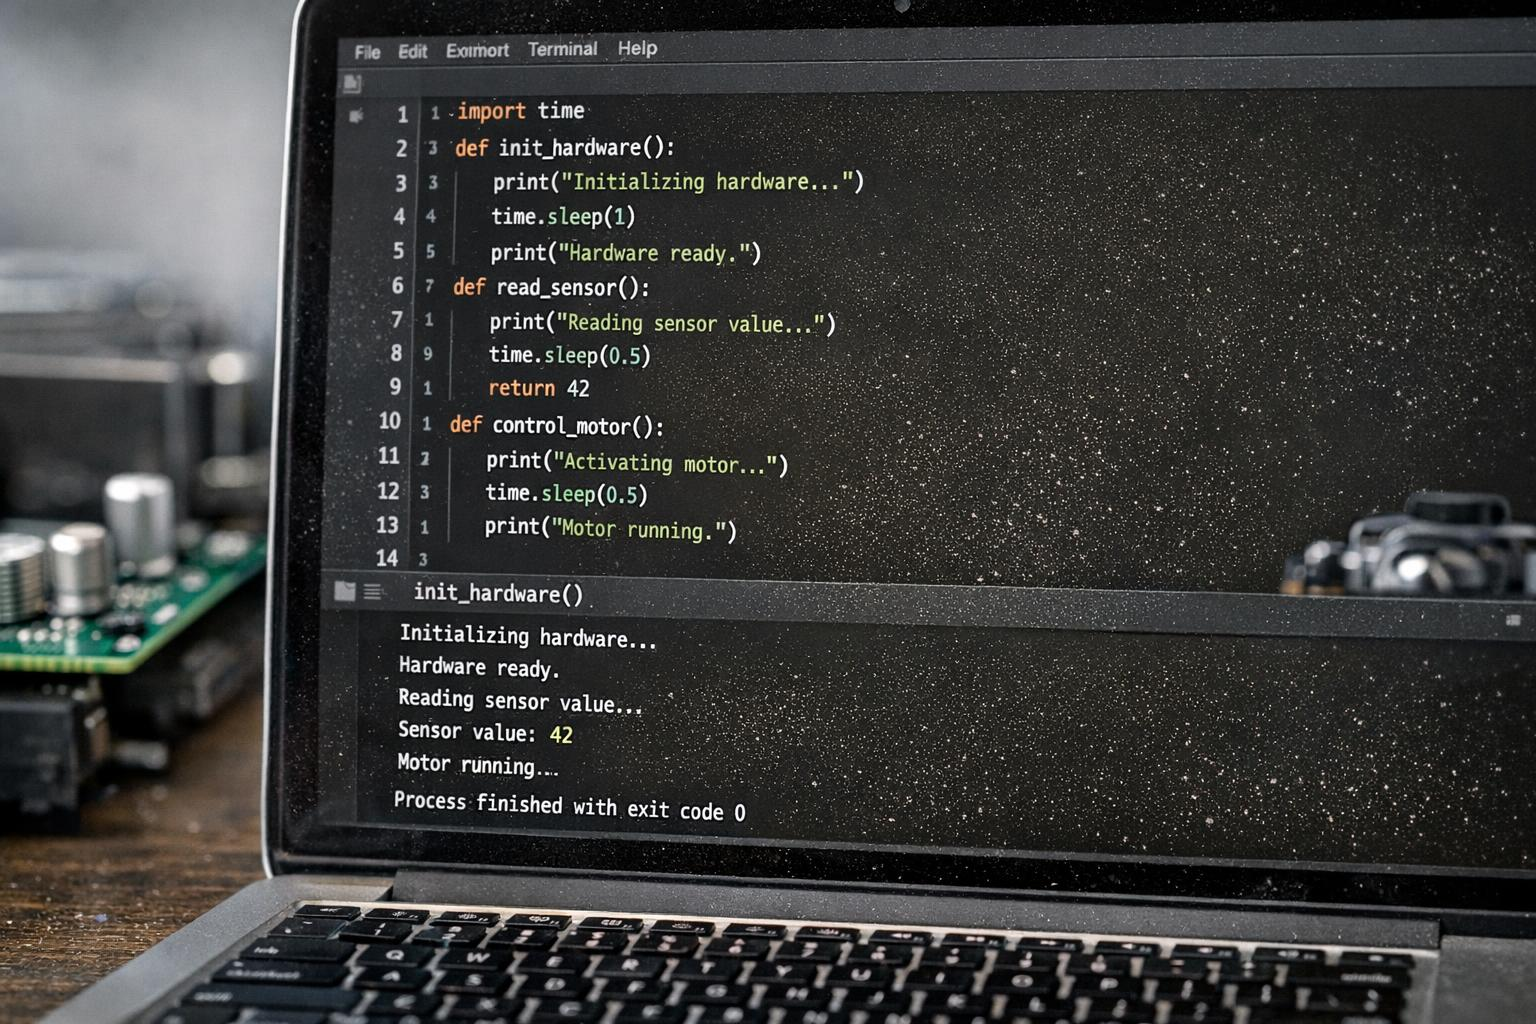 File Edit Exımort Terminal Help
1 1 import time
2 3 def init_hardware():
3 3 print("Initializing hardware...")
4 4 time.sleep(1)
5 5 print("Hardware ready.")
6 7 def read_sensor():
7 1 print("Reading sensor value...")
8 9 time.sleep(0.5)
9 1 return 42
10 1 def control_motor():
11 2 print("Activating motor...")
12 3 time.sleep(0.5)
13 1 print("Motor running.")
14 3
init_hardware()
Initializing hardware...
Hardware ready.
Reading sensor value...
Sensor value: 42
Motor running...
Process finished with exit code 0
Q W E R T Y U I O P
A S D F G H J K L